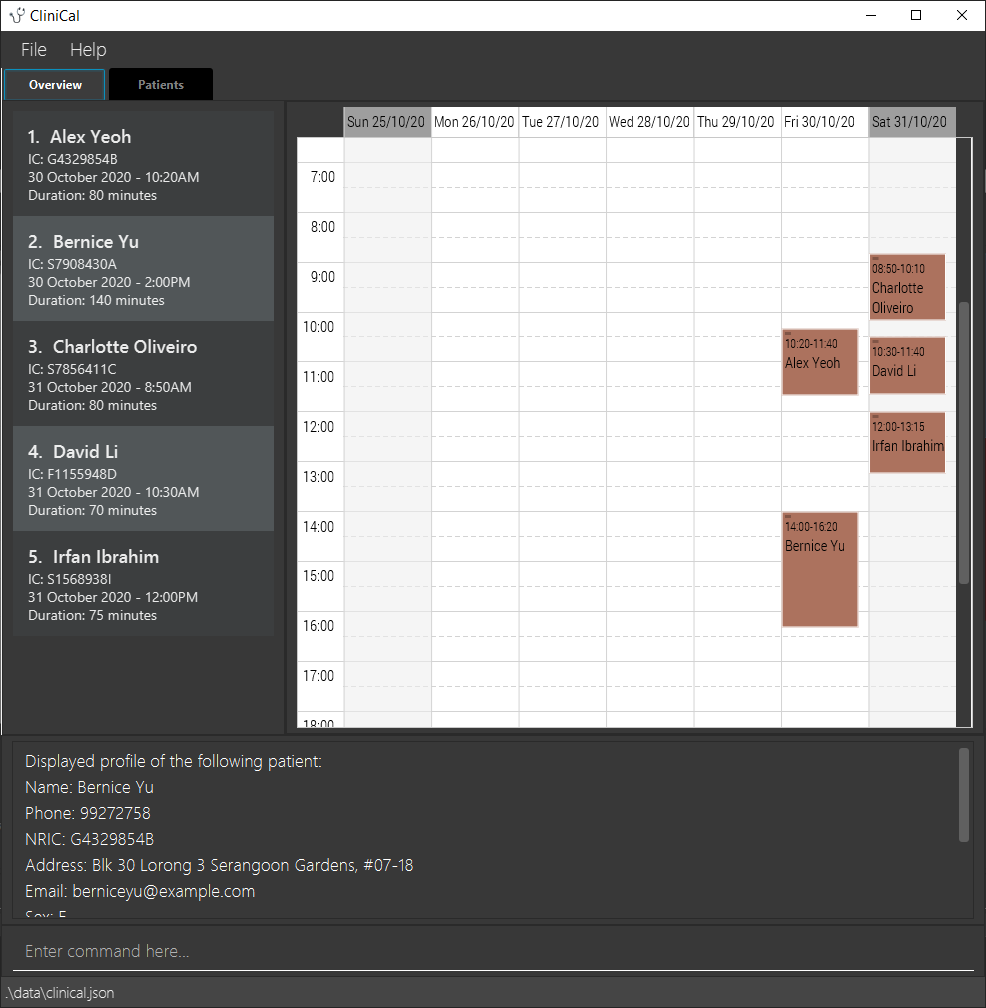 CliniCal
File Help
Overview Patients
1. Alex Yeoh
IC: G4329854B
30 October 2020 - 10:20AM
Duration: 80 minutes
2. Bernice Yu
IC: S7908430A
30 October 2020 - 2:00PM
Duration: 140 minutes
3. Charlotte Oliveiro
IC: S7856411C
31 October 2020 - 8:50AM
Duration: 80 minutes
4. David Li
IC: F1155948D
31 October 2020 - 10:30AM
Duration: 70 minutes
5. Irfan Ibrahim
IC: S1568938I
31 October 2020 - 12:00PM
Duration: 75 minutes
Sun 25/10/20 Mon 26/10/20 Tue 27/10/20 Wed 28/10/20 Thu 29/10/20 Fri 30/10/20 Sat 31/10/20
7:00
8:00
9:00
10:00
11:00
12:00
13:00
14:00
15:00
16:00
17:00
18:00
10:20-11:40
Alex Yeoh
14:00-16:20
Bernice Yu
08:50-10:10
Charlotte
Oliveiro
10:30-11:40
David Li
12:00-13:15
Irfan Ibrahim
Displayed profile of the following patient:
Name: Bernice Yu
Phone: 99272758
NRIC: G4329854B
Address: Blk 30 Lorong 3 Serangoon Gardens, #07-18
Email: berniceyu@example.com
Sex: F
Enter command here...
.\data\clinical.json